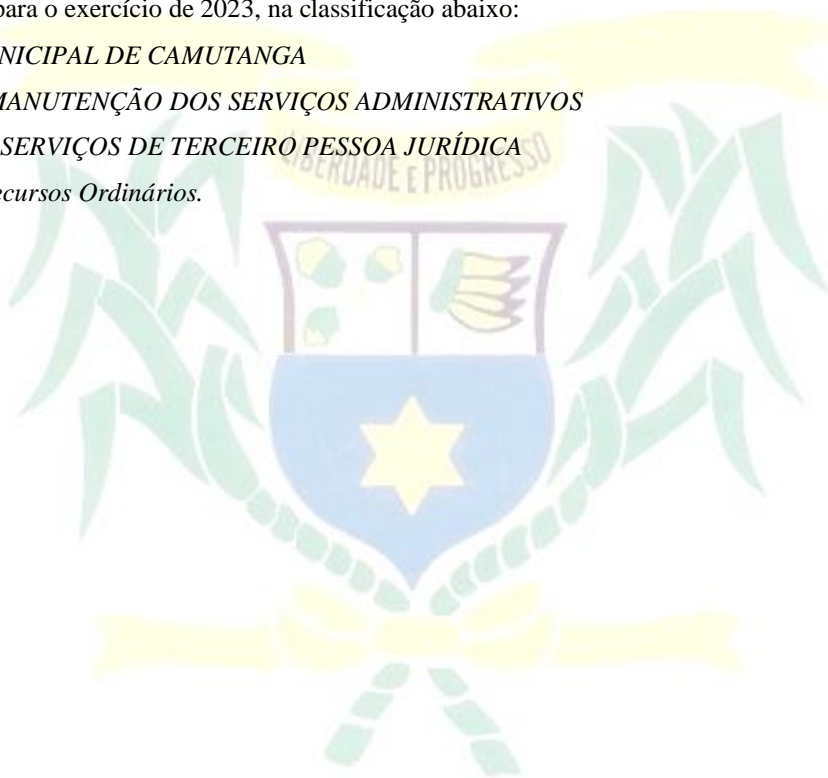 para o exercício de 2023, na classificação abaixo:
NICIPAL DE CAMUTANGA
MANUTENÇÃO DOS SERVIÇOS ADMINISTRATIVOS
SERVIÇOS DE TERCEIRO PESSOA JURÍDICA
LIBERDADE E PROGRESSO
ecursos Ordinários.